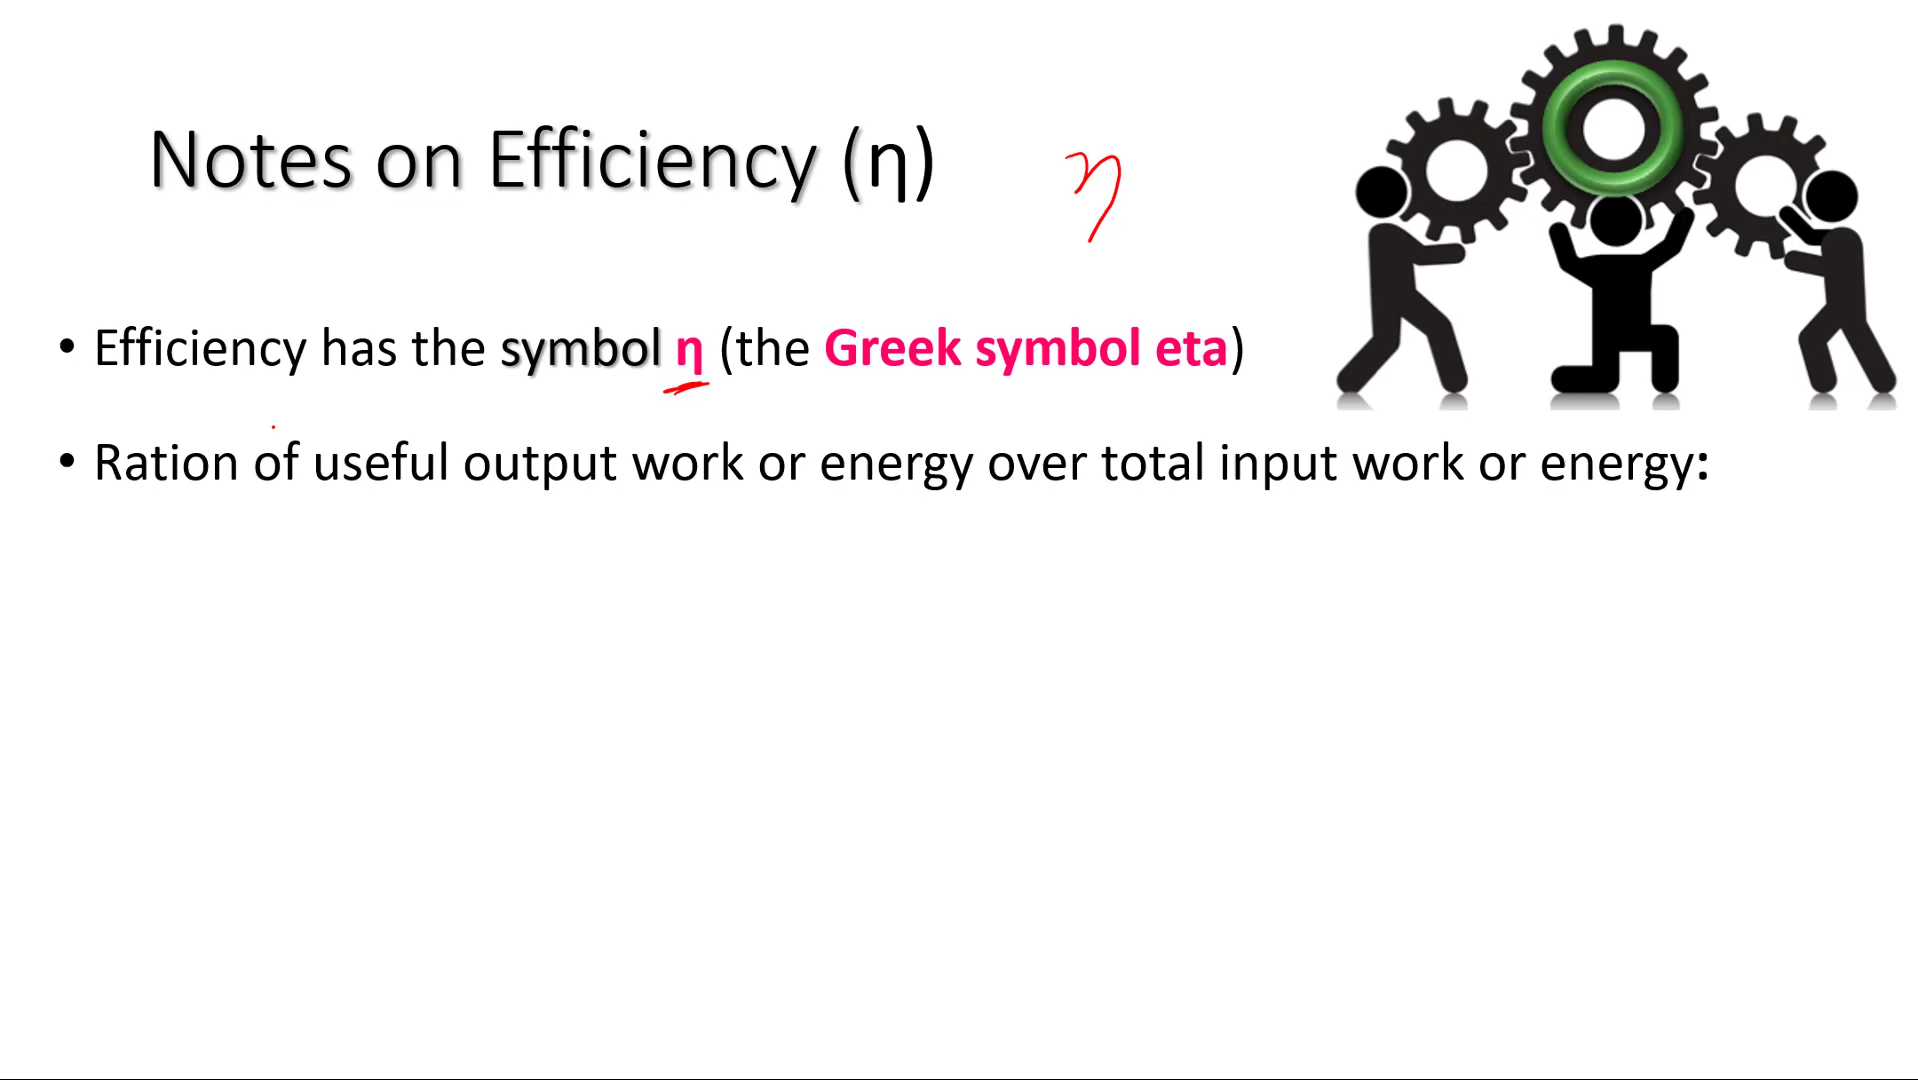 Notes on Efficiency (η)
η
• Efficiency has the symbol η (the Greek symbol eta)
• Ration of useful output work or energy over total input work or energy: